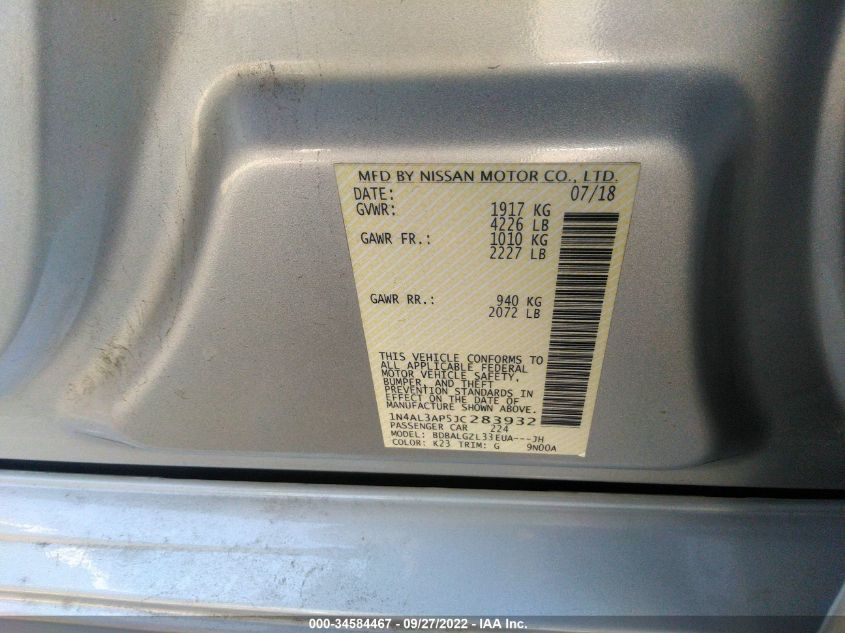 MFD BY NISSAN MOTOR CO., LTD.
DATE: 07/18
GVWR: 1917 KG
4226 LB
GAWR FR.: 1010 KG
2227 LB
GAWR RR.: 940 KG
2072 LB
THIS VEHICLE CONFORMS TO
ALL APPLICABLE FEDERAL
MOTOR VEHICLE SAFETY,
BUMPER, AND THEFT
PREVENTION STANDARDS IN
EFFECT ON THE DATE OF
MANUFACTURE SHOWN ABOVE.
1N4AL3AP5JC283932
PASSENGER CAR 224
MODEL: BDBALGZL33EUA---JH
COLOR: K23 TRIM: G 9N00A
000-34584467 - 09/27/2022 - IAA Inc.